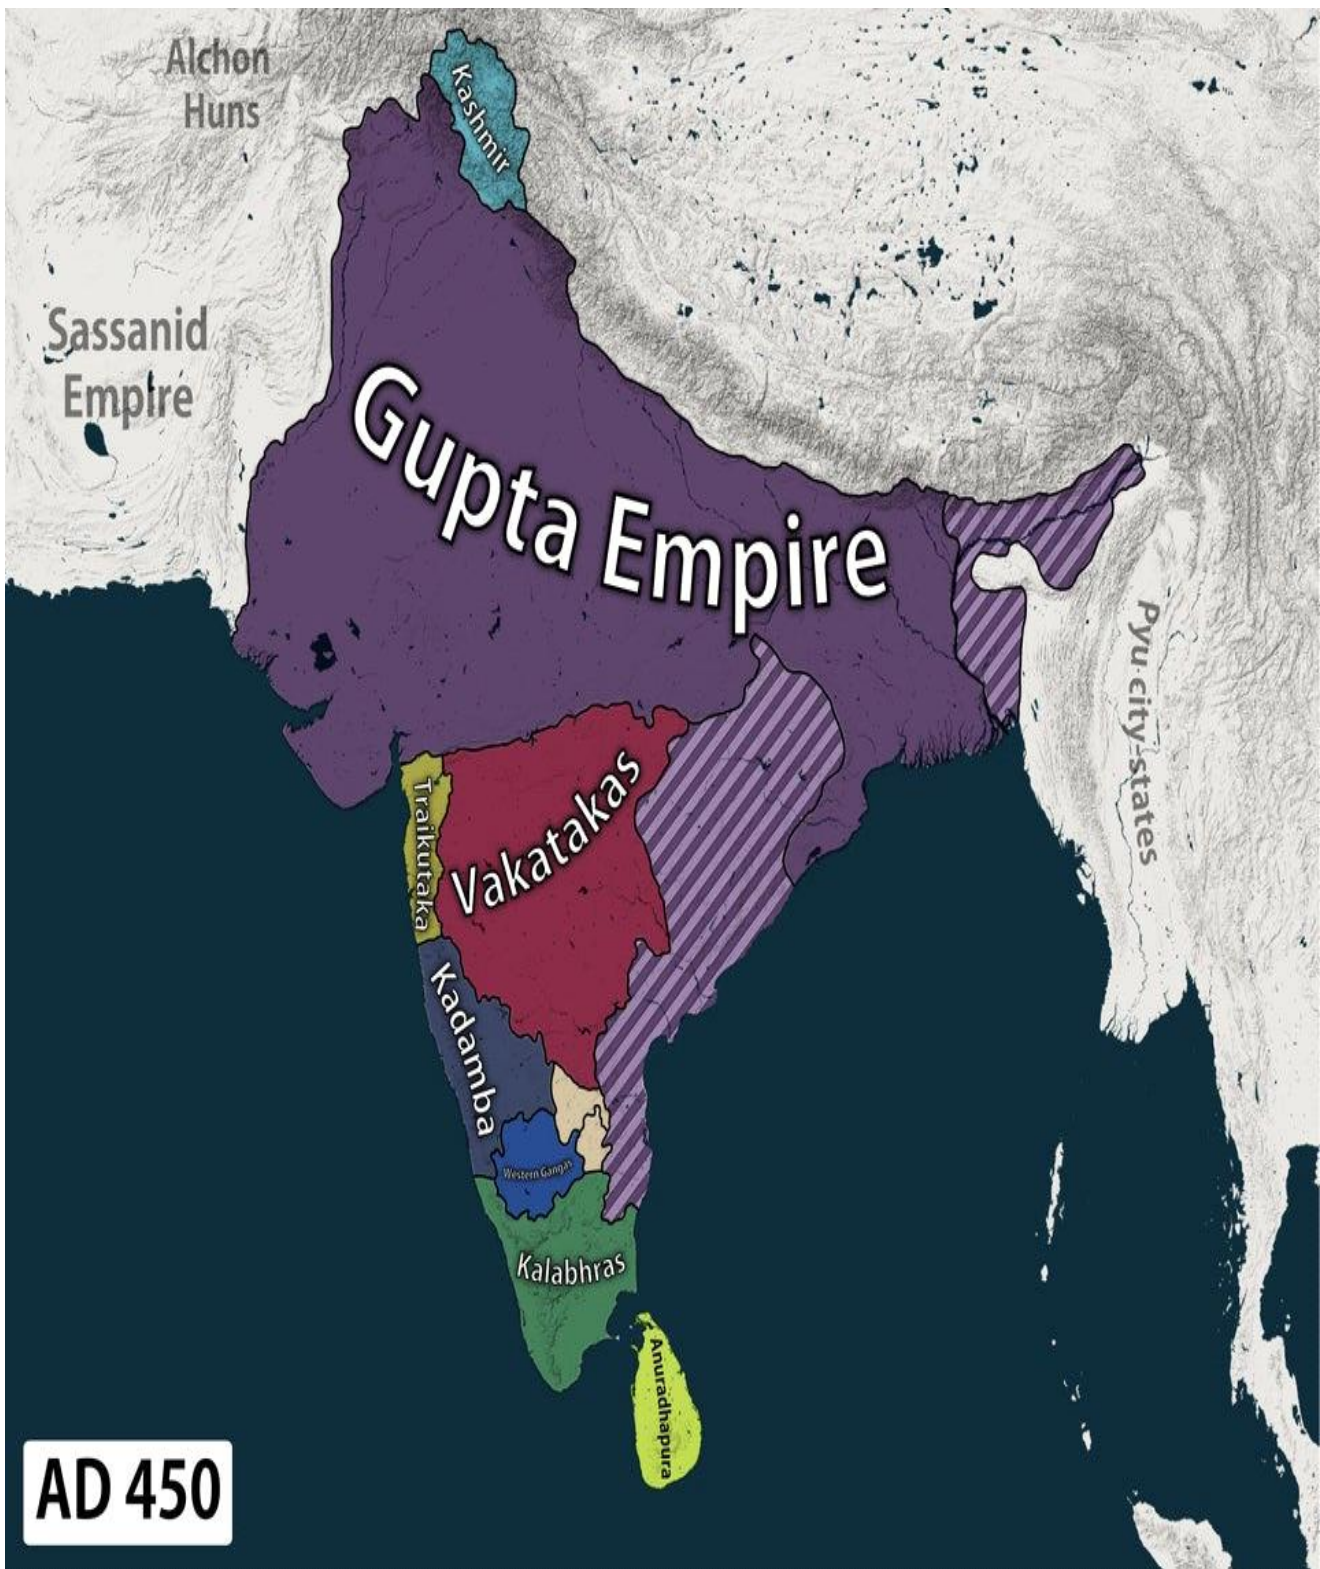 Alchon
Huns
Kashmir
Sassanid
Empire
Gupta Empire
Pyu city-states
Traikutaka
Vakatakas
Kadamba
Western Gangas
Kalabhras
Anuradhapura
AD 450